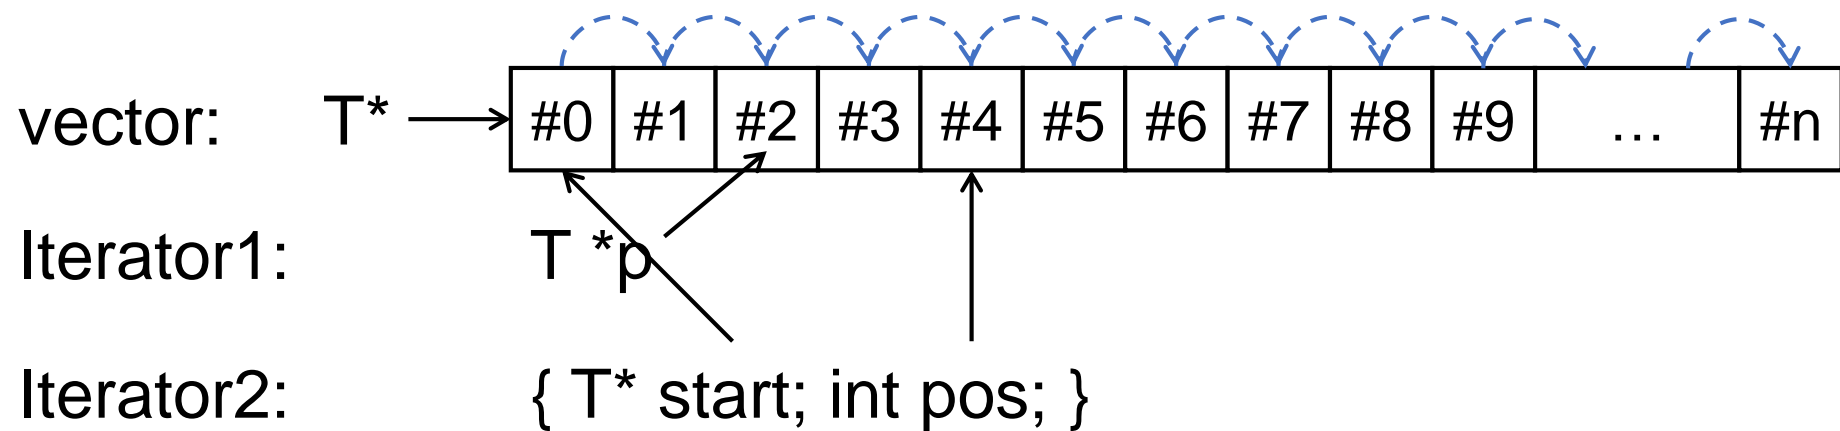 vector: T* #0 #1 #2 #3 #4 #5 #6 #7 #8 #9 … #n
Iterator1: T *p
Iterator2: { T* start; int pos; }